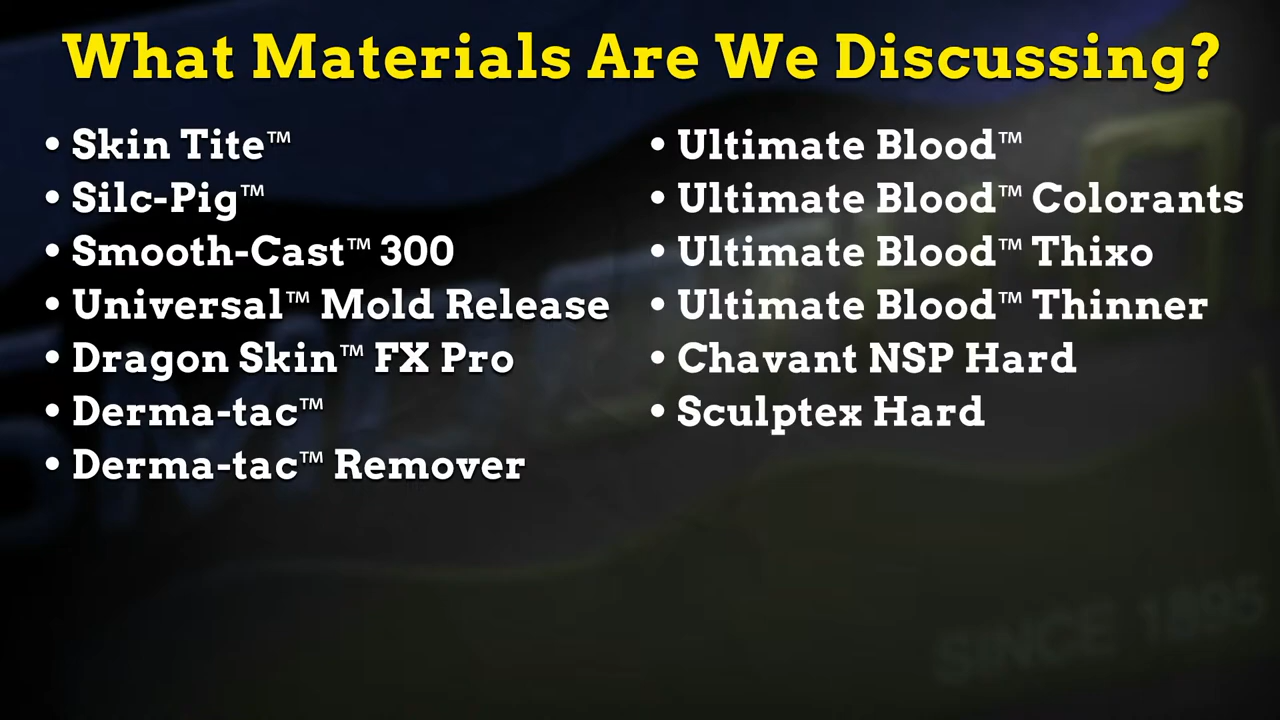 What Materials Are We Discussing?
• Skin Tite™
• Silc-Pig™
• Smooth-Cast™ 300
• Universal™ Mold Release
• Dragon Skin™ FX Pro
• Derma-tac™
• Derma-tac™ Remover
• Ultimate Blood™
• Ultimate Blood™ Colorants
• Ultimate Blood™ Thixo
• Ultimate Blood™ Thinner
• Chavant NSP Hard
• Sculptex Hard
SINCE 1895